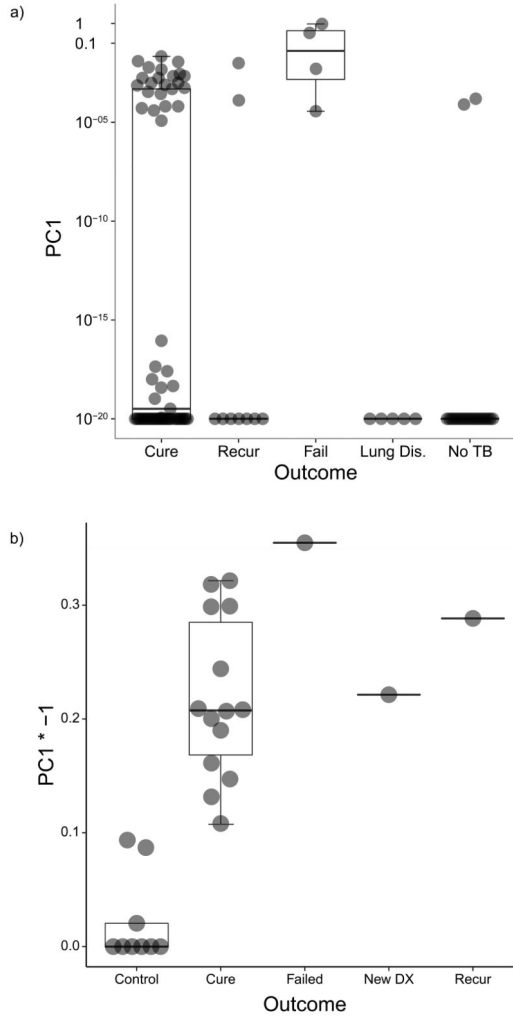 a)
1
0.1
10^-05
10^-10
10^-15
10^-20
PC1
Cure Recur Fail Lung Dis. No TB
Outcome
b)
0.3
0.2
0.1
0.0
PC1 * −1
Control Cure Failed New DX Recur
Outcome